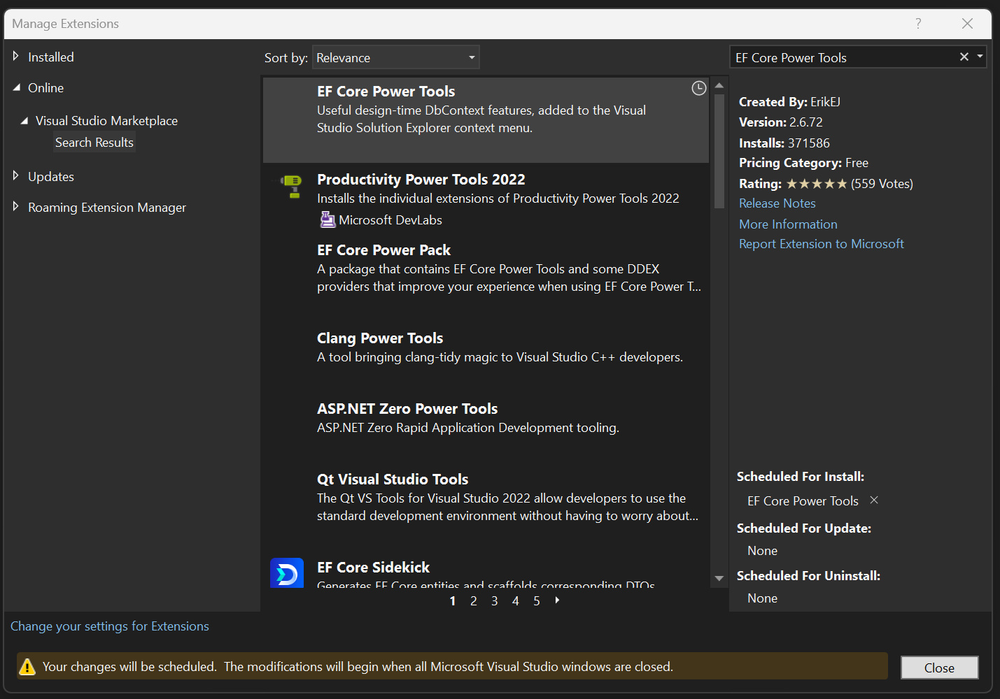 Manage Extensions
?
Installed
Online
Visual Studio Marketplace
Search Results
Updates
Roaming Extension Manager
Sort by: Relevance
EF Core Power Tools
Useful design-time DbContext features, added to the Visual
Studio Solution Explorer context menu.
Productivity Power Tools 2022
Installs the individual extensions of Productivity Power Tools 2022
Microsoft DevLabs
EF Core Power Pack
A package that contains EF Core Power Tools and some DDEX
providers that improve your experience when using EF Core Power T...
Clang Power Tools
A tool bringing clang-tidy magic to Visual Studio C++ developers.
ASP.NET Zero Power Tools
ASP.NET Zero Rapid Application Development tooling.
Qt Visual Studio Tools
The Qt VS Tools for Visual Studio 2022 allow developers to use the
standard development environment without having to worry about...
EF Core Sidekick
Generates EF Core entities and scaffolds corresponding DTOs
1 2 3 4 5
EF Core Power Tools
Created By: ErikEJ
Version: 2.6.72
Installs: 371586
Pricing Category: Free
Rating: ★★★★★ (559 Votes)
Release Notes
More Information
Report Extension to Microsoft
Scheduled For Install:
EF Core Power Tools
Scheduled For Update:
None
Scheduled For Uninstall:
None
Change your settings for Extensions
Your changes will be scheduled.  The modifications will begin when all Microsoft Visual Studio windows are closed.
Close